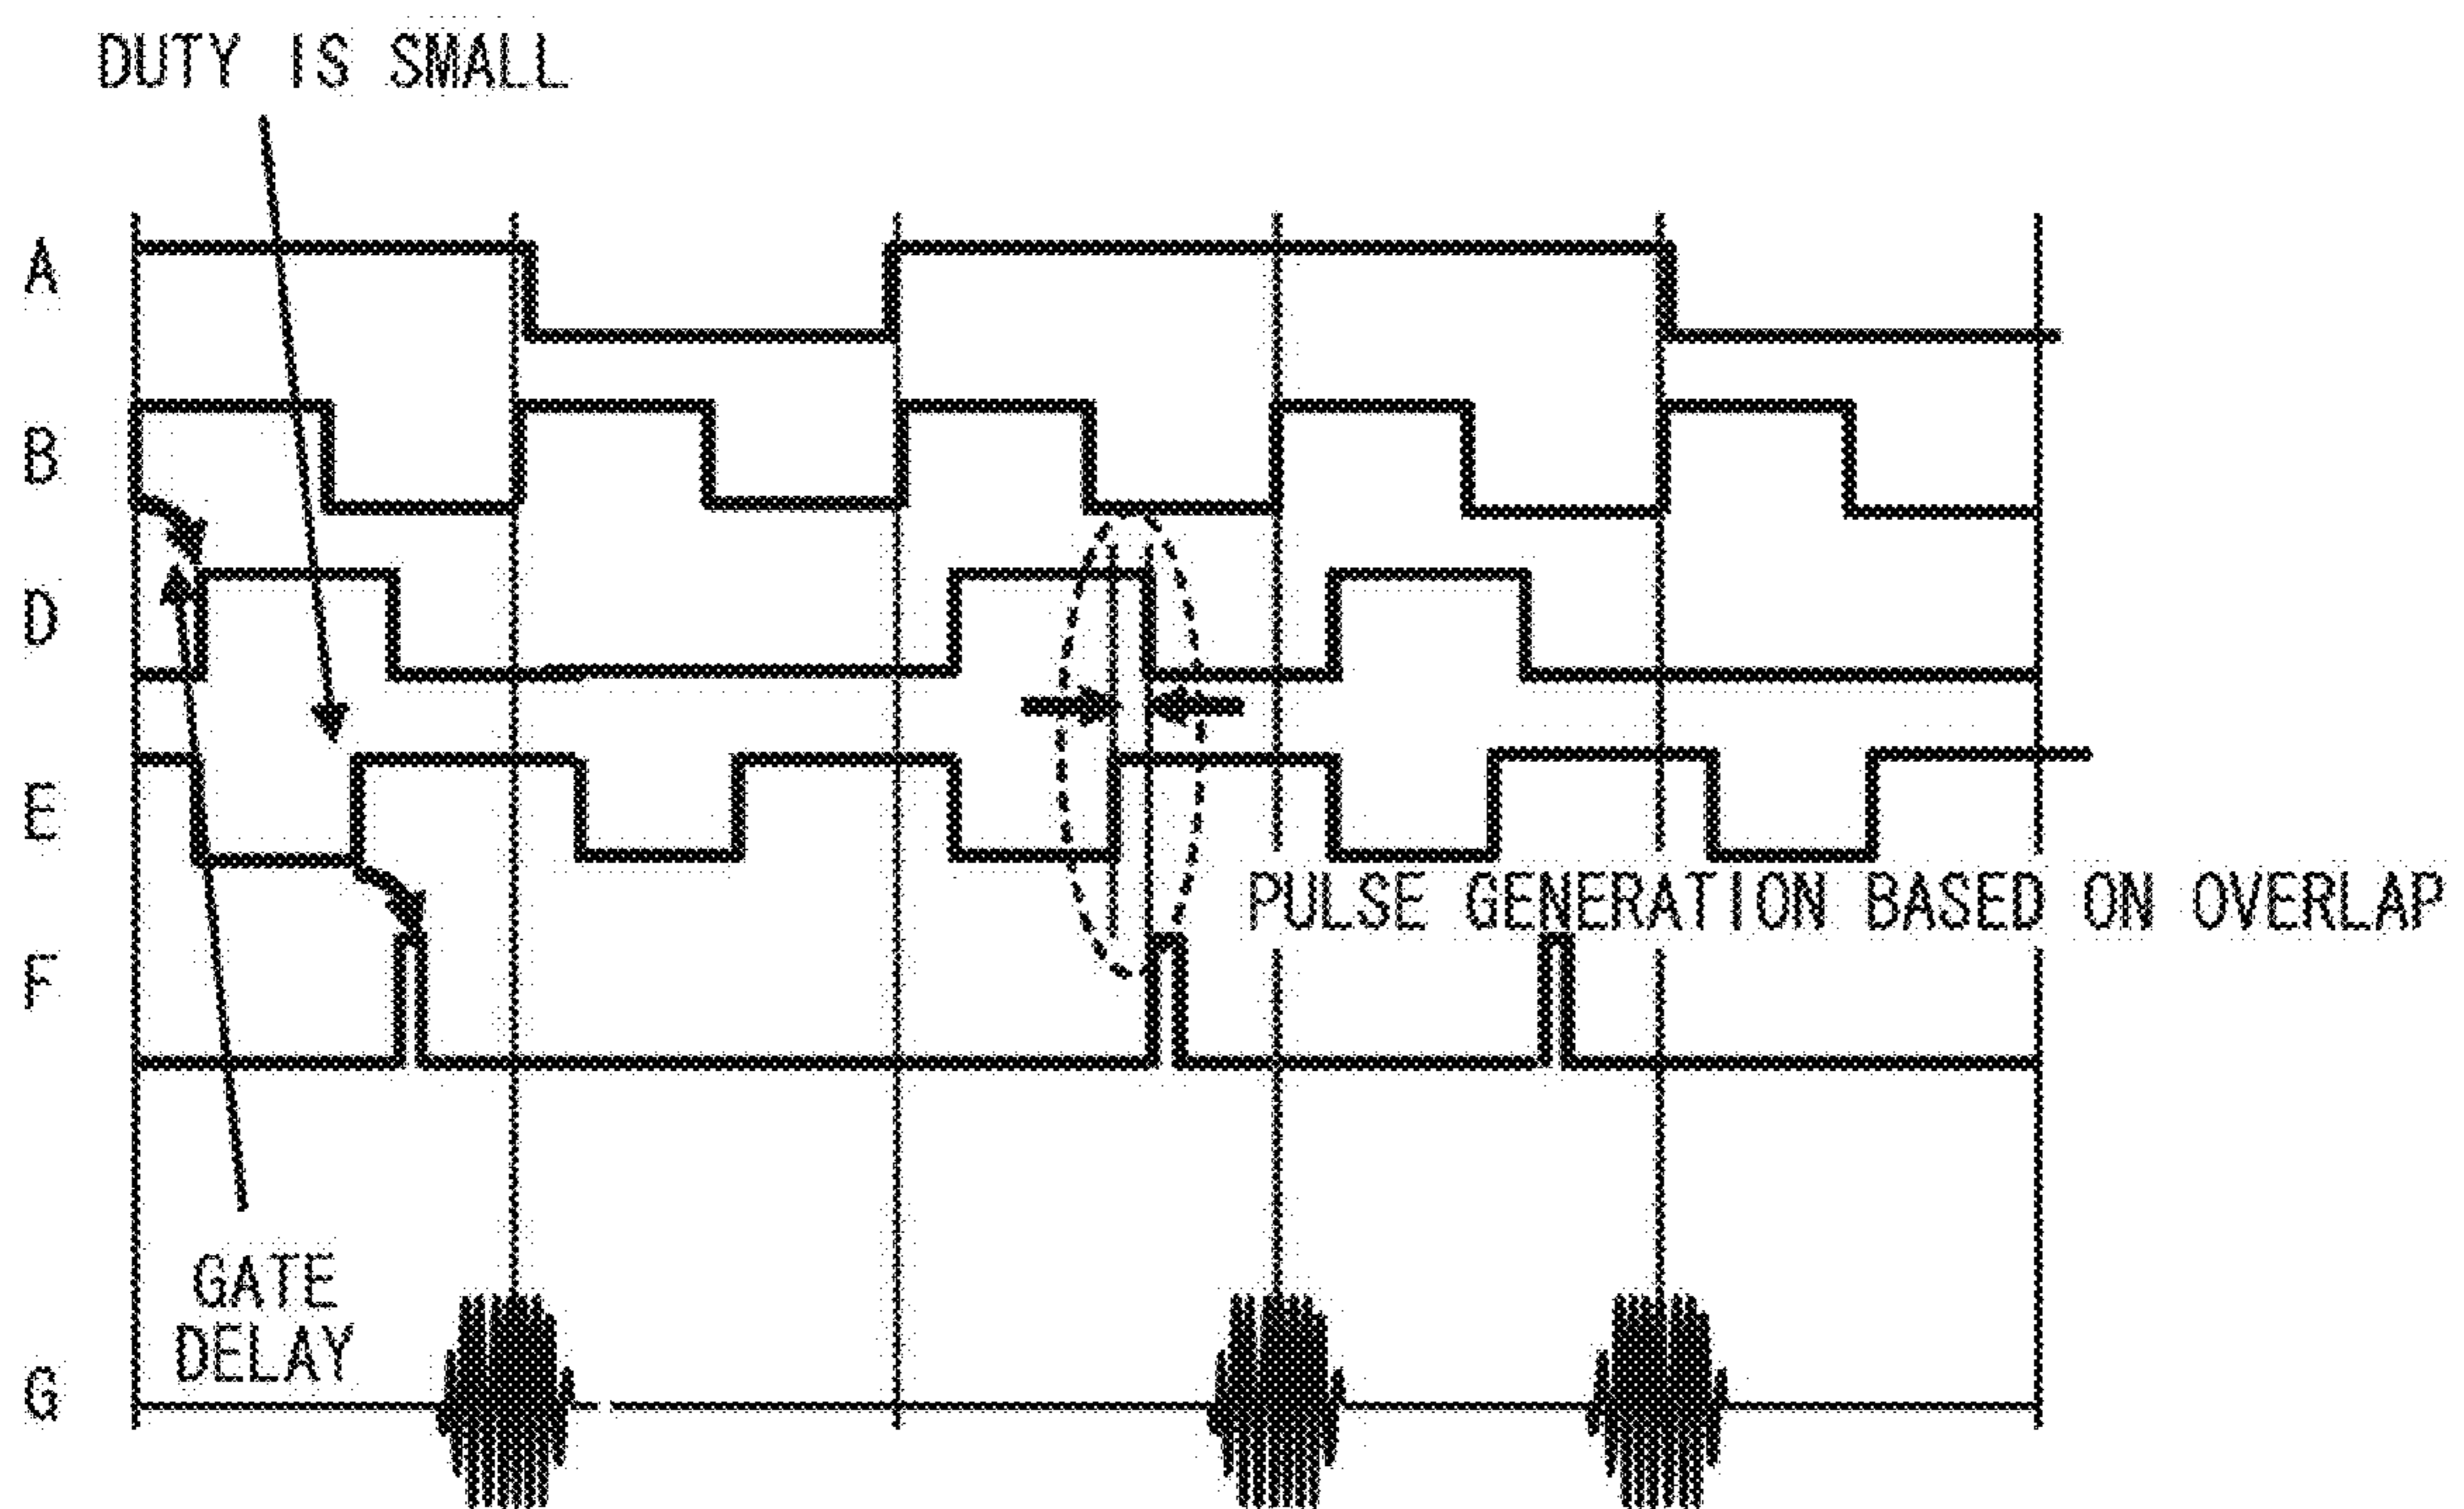 DUTY IS SMALL
A
B
D
E
PULSE GENERATION BASED ON OVERLAP
F
GATE
DELAY
G